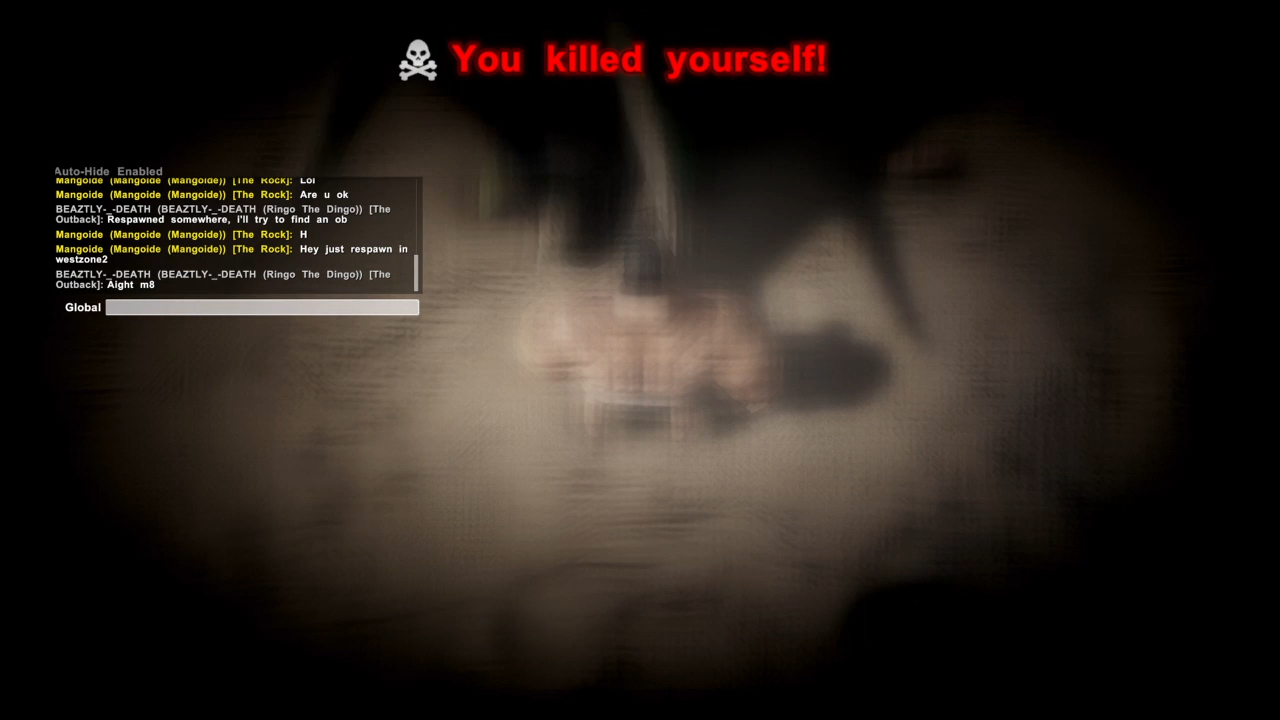 You killed yourself!
Auto-Hide Enabled
Mangoide (Mangoide (Mangoide)) [The Rock]: Lol
Mangoide (Mangoide (Mangoide)) [The Rock]: Are u ok
BEAZTLY-_-DEATH (BEAZTLY-_-DEATH (Ringo The Dingo)) [The
Outback]: Respawned somewhere, I'll try to find an ob
Mangoide (Mangoide (Mangoide)) [The Rock]: H
Mangoide (Mangoide (Mangoide)) [The Rock]: Hey just respawn in
westzone2
BEAZTLY-_-DEATH (BEAZTLY-_-DEATH (Ringo The Dingo)) [The
Outback]: Aight m8
Global